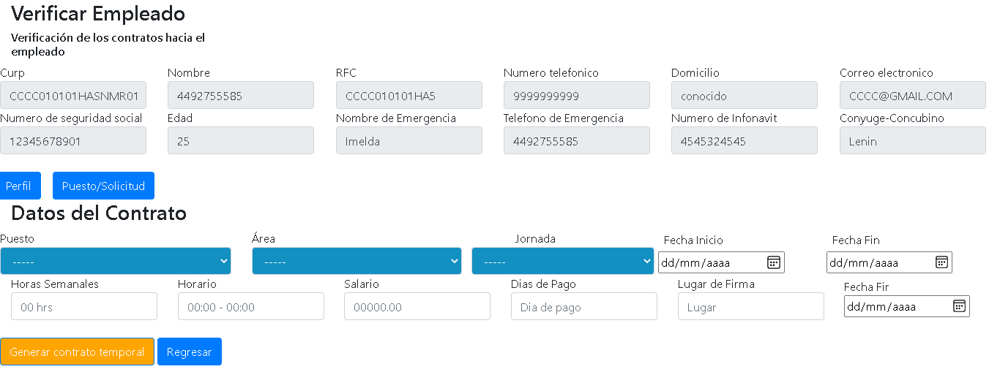 Verificar Empleado
Verificación de los contratos hacia el
empleado
Curp Nombre RFC Numero telefonico Domicilio Correo electronico
CCCC010101HASNMR01 4492755585 CCCC010101HA5 9999999999 conocido CCCC@GMAIL.COM
Numero de seguridad social Edad Nombre de Emergencia Telefono de Emergencia Numero de Infonavit Conyuge-Concubino
12345678901 25 Imelda 4492755585 4545324545 Lenin
Perfil Puesto/Solicitud
Datos del Contrato
Puesto Área Jornada Fecha Inicio Fecha Fin
----- ----- ----- dd/mm/aaaa dd/mm/aaaa
Horas Semanales Horario Salario Dias de Pago Lugar de Firma Fecha Fir
00 hrs 00:00 - 00:00 00000.00 Dia de pago Lugar dd/mm/aaaa
Generar contrato temporal Regresar